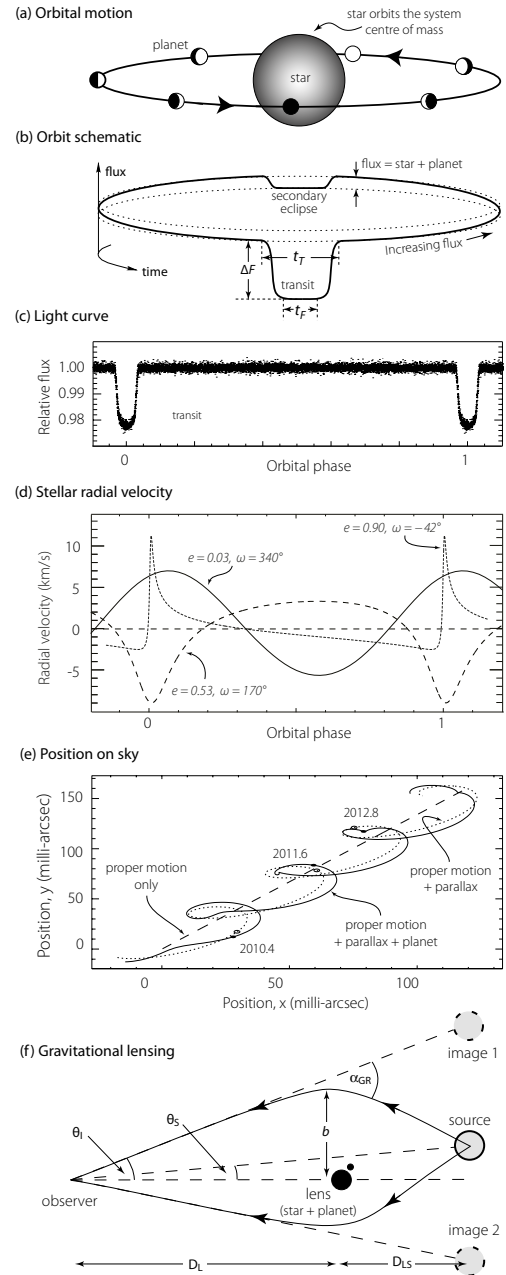 (a) Orbital motion
star orbits the system
centre of mass
planet
star
(b) Orbit schematic
flux
flux = star + planet
secondary
eclipse
Increasing flux
time
ΔF
t_T
transit
t_F
(c) Light curve
Relative flux
1.00
0.99
0.98
transit
0
1
Orbital phase
(d) Stellar radial velocity
Radial velocity (km/s)
10
5
0
-5
e = 0.90, ω = −42°
e = 0.03, ω = 340°
e = 0.53, ω = 170°
0
1
Orbital phase
(e) Position on sky
Position, y (milli-arcsec)
150
100
50
0
2012.8
2011.6
proper motion
only
proper motion
+ parallax
2010.4
proper motion
+ parallax + planet
0
50
100
Position, x (milli-arcsec)
(f) Gravitational lensing
image 1
α_GR
source
θ_I
θ_S
b
observer
lens
(star + planet)
image 2
D_L
D_LS